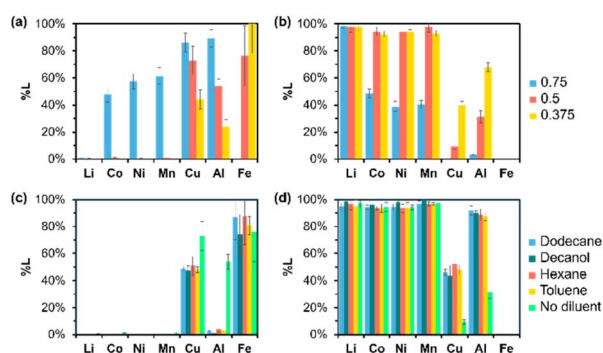 (a)
100%
80%
60%
40%
20%
0%
%L
Li Co Ni Mn Cu Al Fe
(b)
100%
80%
60%
40%
20%
0%
%L
Li Co Ni Mn Cu Al Fe
0.75
0.5
0.375
(c)
100%
80%
60%
40%
20%
0%
%L
Li Co Ni Mn Cu Al Fe
(d)
100%
80%
60%
40%
20%
0%
%L
Li Co Ni Mn Cu Al Fe
Dodecane
Decanol
Hexane
Toluene
No diluent